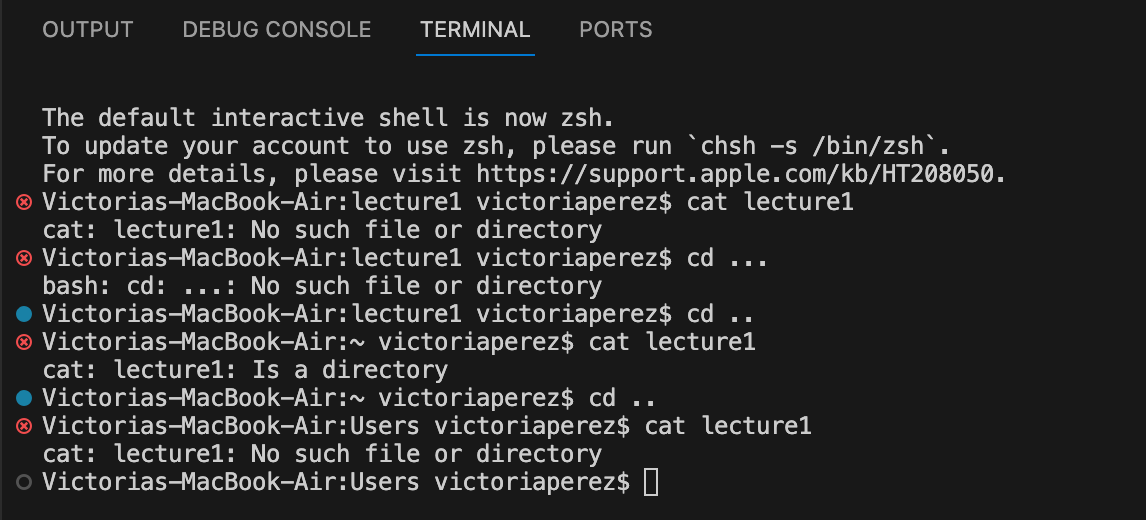 OUTPUT DEBUG CONSOLE TERMINAL PORTS
The default interactive shell is now zsh.
To update your account to use zsh, please run `chsh -s /bin/zsh`.
For more details, please visit https://support.apple.com/kb/HT208050.
Victorias-MacBook-Air:lecture1 victoriaperez$ cat lecture1
cat: lecture1: No such file or directory
Victorias-MacBook-Air:lecture1 victoriaperez$ cd ...
bash: cd: ...: No such file or directory
Victorias-MacBook-Air:lecture1 victoriaperez$ cd ..
Victorias-MacBook-Air:~ victoriaperez$ cat lecture1
cat: lecture1: Is a directory
Victorias-MacBook-Air:~ victoriaperez$ cd ..
Victorias-MacBook-Air:Users victoriaperez$ cat lecture1
cat: lecture1: No such file or directory
Victorias-MacBook-Air:Users victoriaperez$